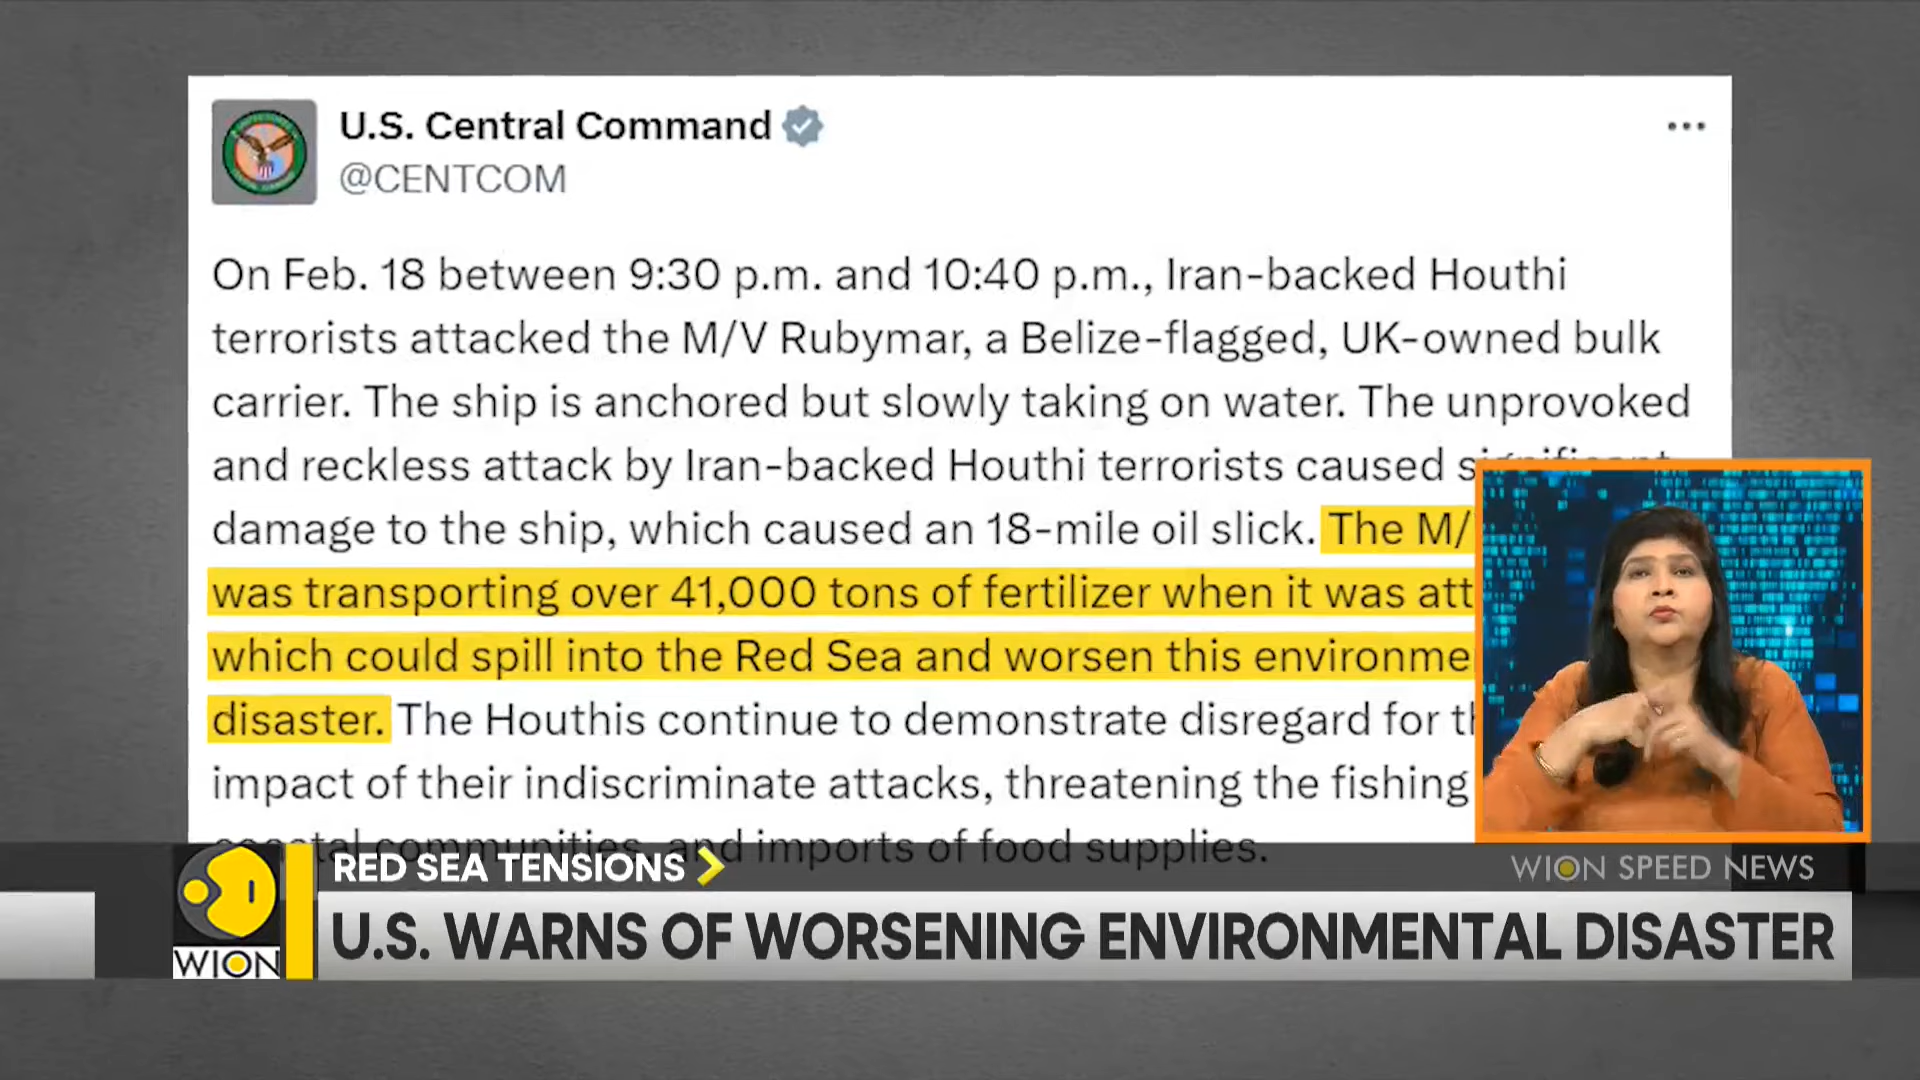 U.S. Central Command
@CENTCOM
On Feb. 18 between 9:30 p.m. and 10:40 p.m., Iran-backed Houthi
terrorists attacked the M/V Rubymar, a Belize-flagged, UK-owned bulk
carrier. The ship is anchored but slowly taking on water. The unprovoked
and reckless attack by Iran-backed Houthi terrorists caused significant
damage to the ship, which caused an 18-mile oil slick. The M/
was transporting over 41,000 tons of fertilizer when it was att
which could spill into the Red Sea and worsen this environme
disaster. The Houthis continue to demonstrate disregard for th
impact of their indiscriminate attacks, threatening the fishing
coastal communities, and imports of food supplies.
RED SEA TENSIONS
WION SPEED NEWS
U.S. WARNS OF WORSENING ENVIRONMENTAL DISASTER
WION